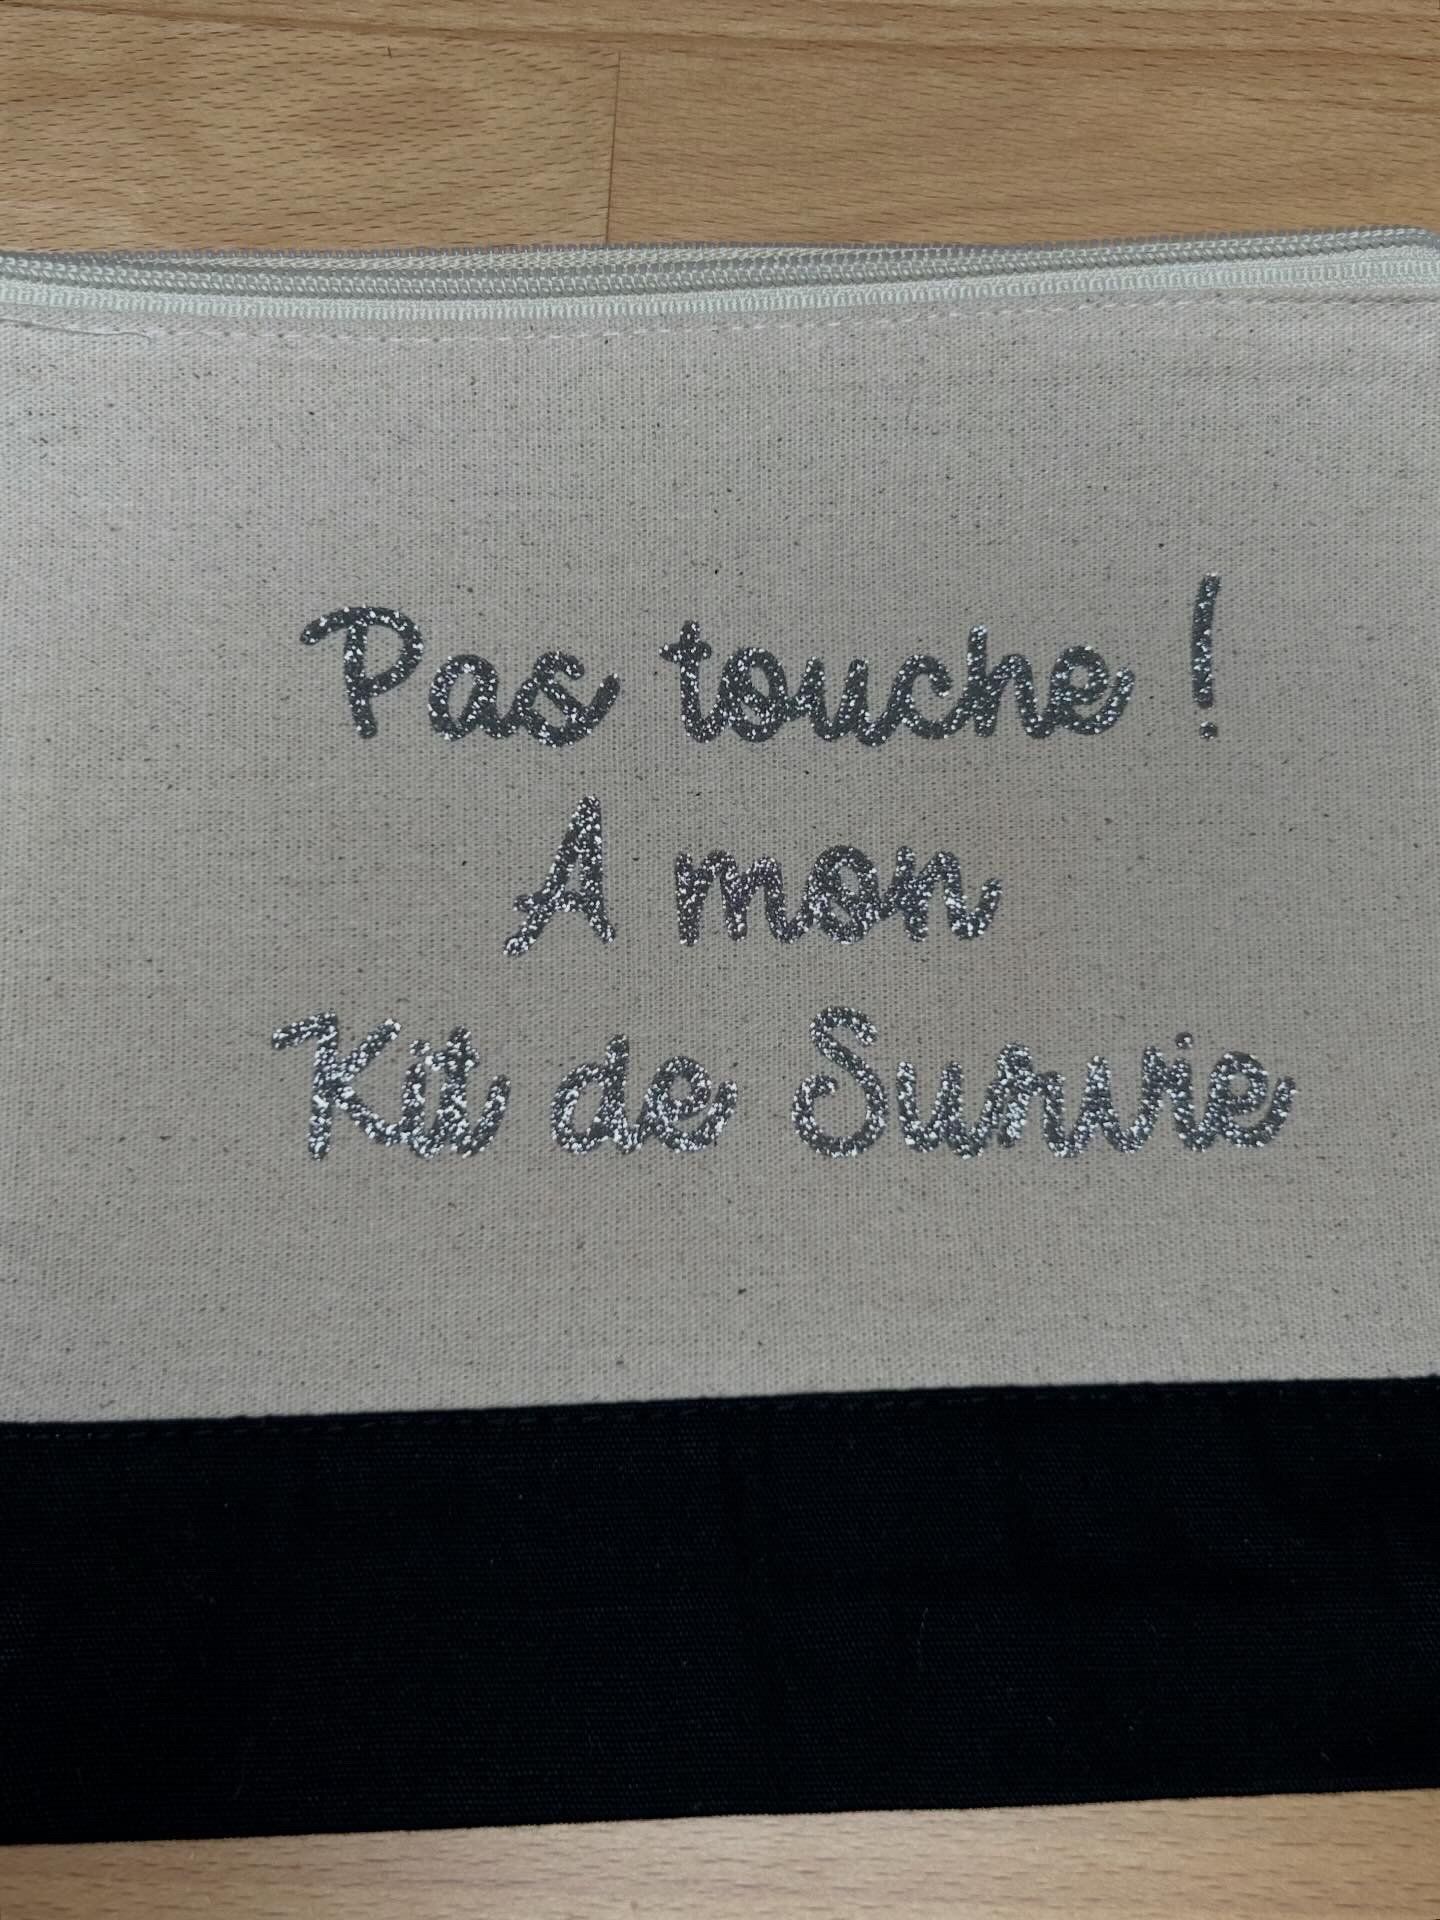 Pas touche !
A mon
Kit de Survie